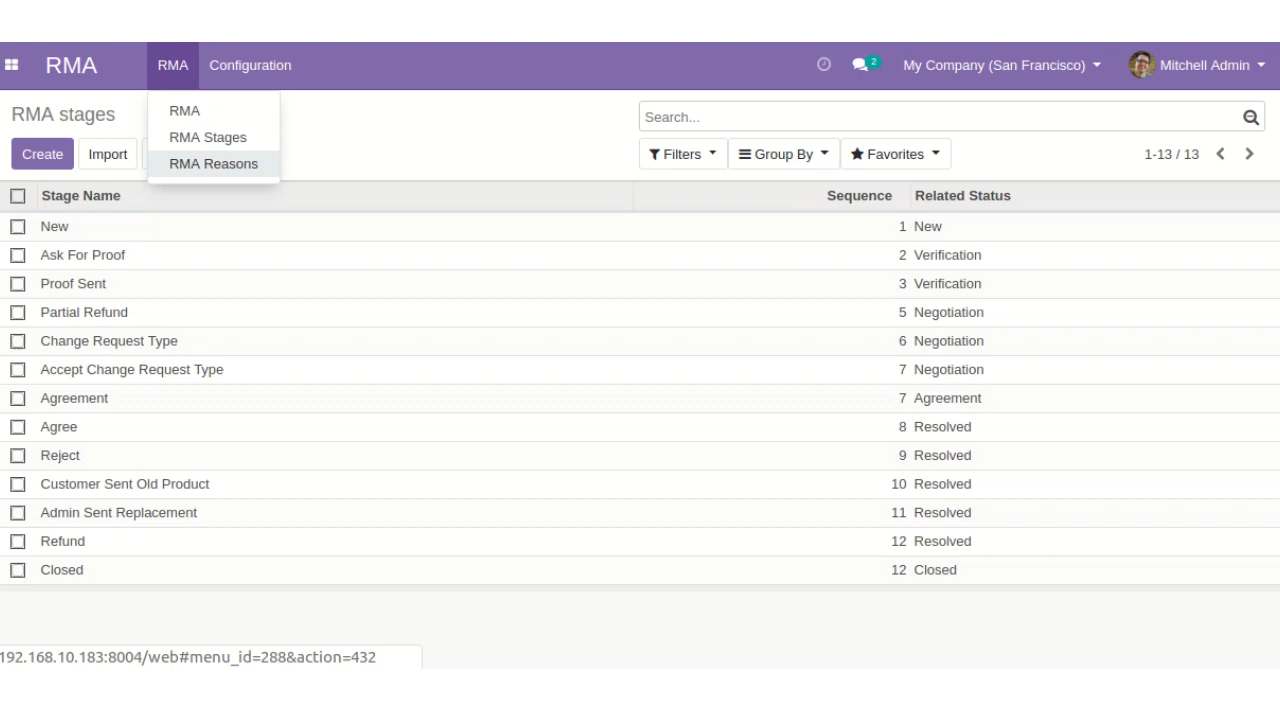 RMA RMA Configuration 2 My Company (San Francisco) Mitchell Admin
RMA stages RMA Search...
RMA Stages
Create Import RMA Reasons Filters Group By Favorites 1-13 / 13
Stage Name Sequence Related Status
New 1 New
Ask For Proof 2 Verification
Proof Sent 3 Verification
Partial Refund 5 Negotiation
Change Request Type 6 Negotiation
Accept Change Request Type 7 Negotiation
Agreement 7 Agreement
Agree 8 Resolved
Reject 9 Resolved
Customer Sent Old Product 10 Resolved
Admin Sent Replacement 11 Resolved
Refund 12 Resolved
Closed 12 Closed
192.168.10.183:8004/web#menu_id=288&action=432